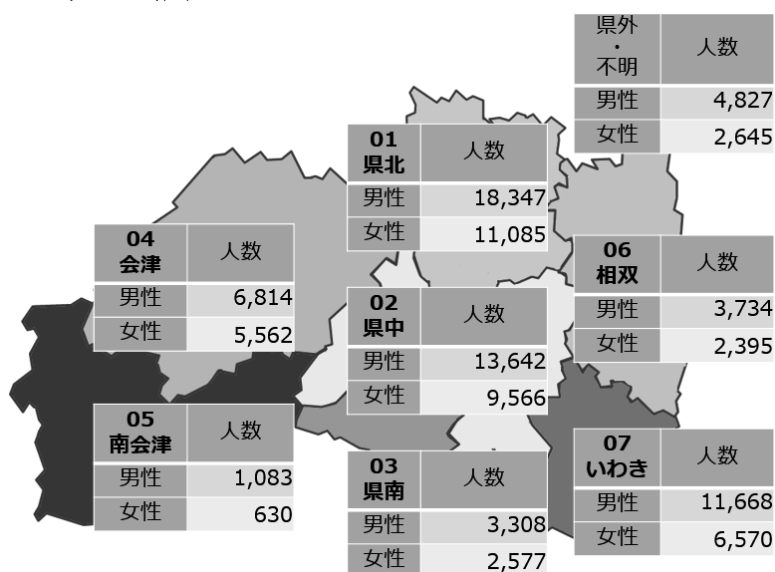 県外
・
不明
人数
男性 4,827
女性 2,645
01
県北
人数
男性 18,347
女性 11,085
04
会津
人数
男性 6,814
女性 5,562
06
相双
人数
男性 3,734
女性 2,395
02
県中
人数
男性 13,642
女性 9,566
05
南会津
人数
男性 1,083
女性 630
03
県南
人数
男性 3,308
女性 2,577
07
いわき
人数
男性 11,668
女性 6,570